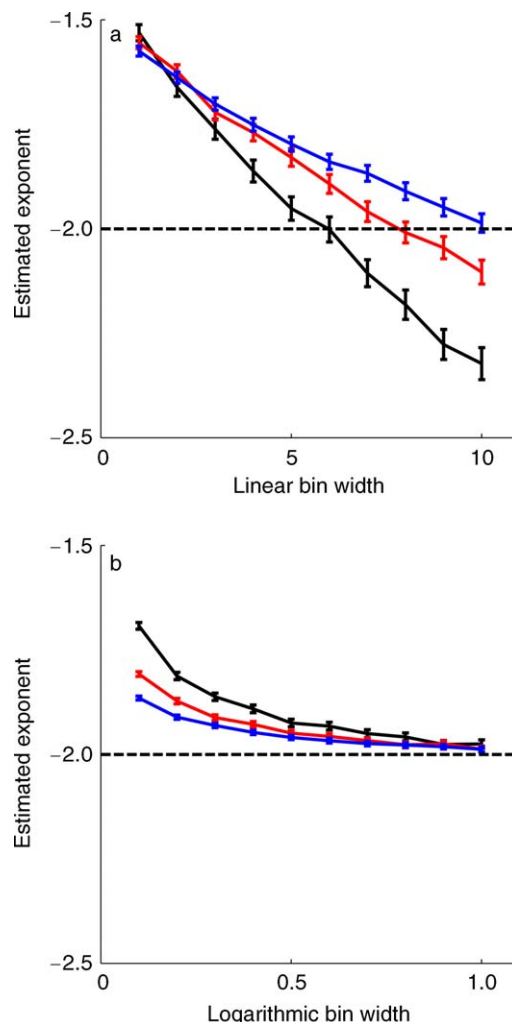 −1.5
a
−2.0
−2.5
Estimated exponent
0
5
10
Linear bin width
−1.5
b
−2.0
−2.5
Estimated exponent
0
0.5
1.0
Logarithmic bin width